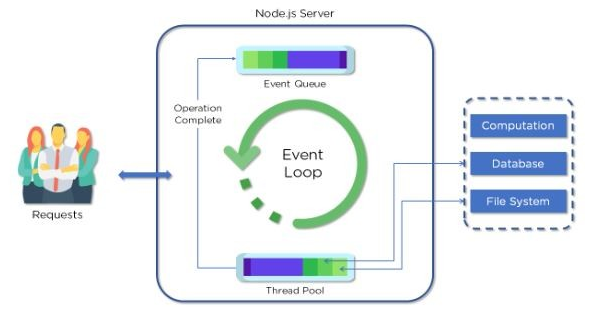 Node.js Server
Event Queue
Operation
Complete
Event
Loop
Requests
Thread Pool
Computation
Database
File System